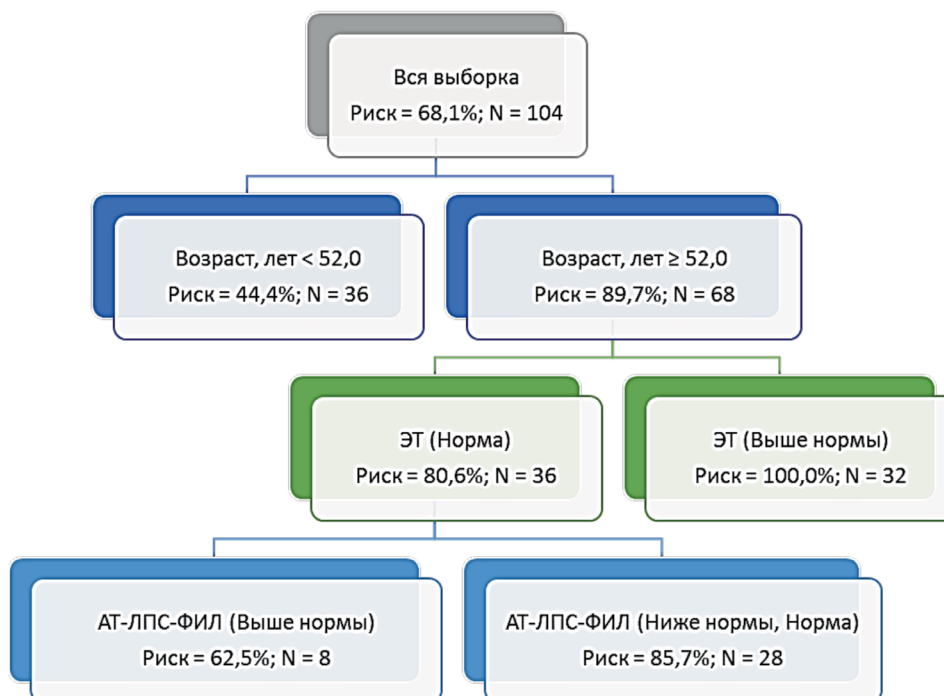 Вся выборка
Риск = 68,1%; N = 104
Возраст, лет < 52,0
Риск = 44,4%; N = 36
Возраст, лет ≥ 52,0
Риск = 89,7%; N = 68
ЭТ (Норма)
Риск = 80,6%; N = 36
ЭТ (Выше нормы)
Риск = 100,0%; N = 32
АТ-ЛПС-ФИЛ (Выше нормы)
Риск = 62,5%; N = 8
АТ-ЛПС-ФИЛ (Ниже нормы, Норма)
Риск = 85,7%; N = 28